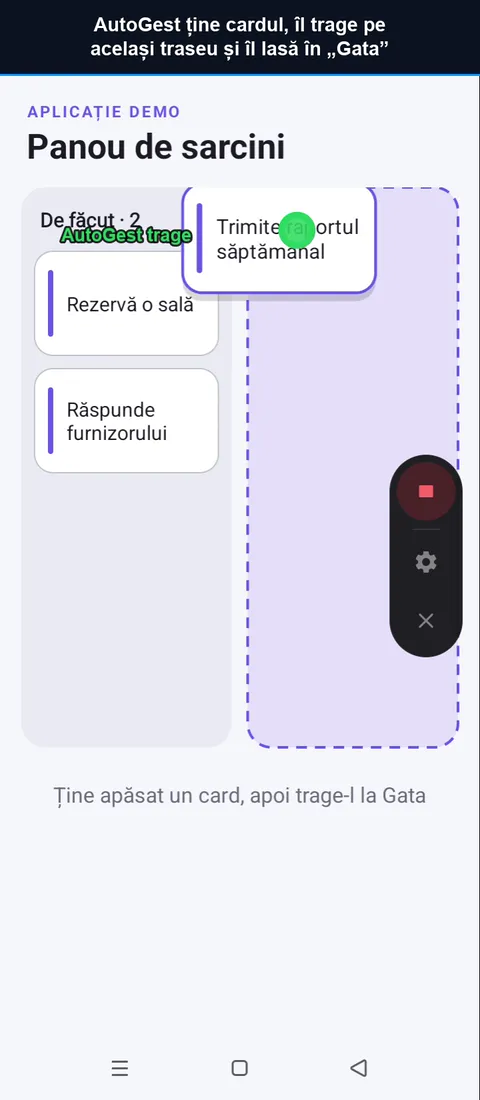 AutoGest ține cardul, îl trage pe
același traseu și îl lasă în „Gata”
APLICAȚIE DEMO
Panou de sarcini
De făcut · 2
AutoGest trage
Trimite raportul
săptămânal
Rezervă o sală
Răspunde
furnizorului
Ține apăsat un card, apoi trage-l la Gata